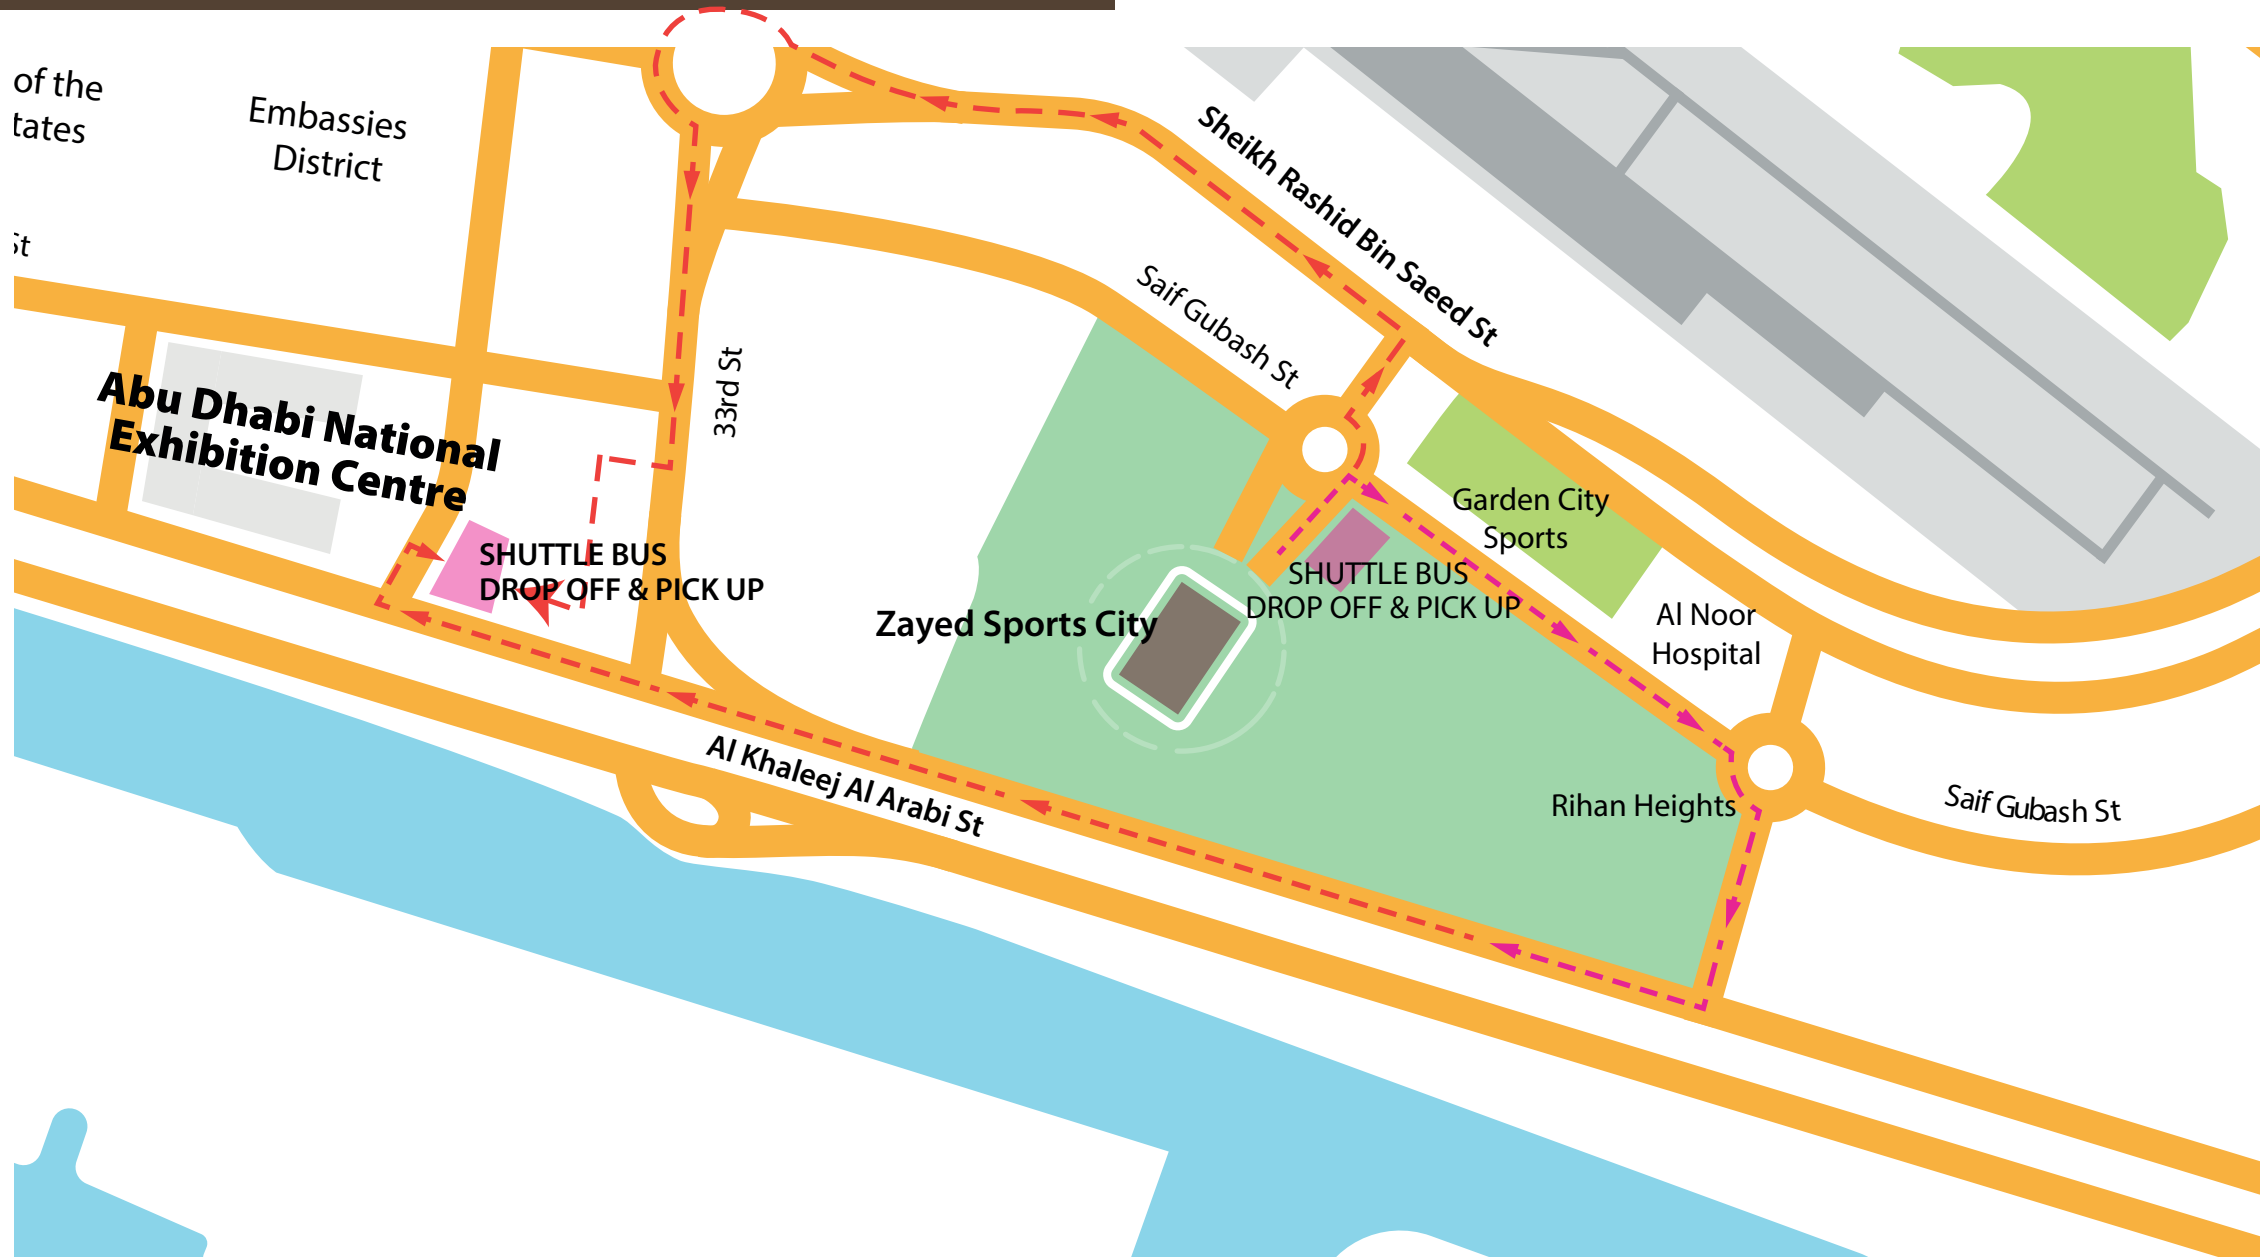 of the
tates
Embassies
District
St
Abu Dhabi National
Exhibition Centre
SHUTTLE BUS
DROP OFF & PICK UP
33rd St
Sheikh Rashid Bin Saeed St
Saif Gubash St
Garden City
Sports
SHUTTLE BUS
DROP OFF & PICK UP
Zayed Sports City
Al Noor
Hospital
Al Khaleej Al Arabi St
Rihan Heights
Saif Gubash St